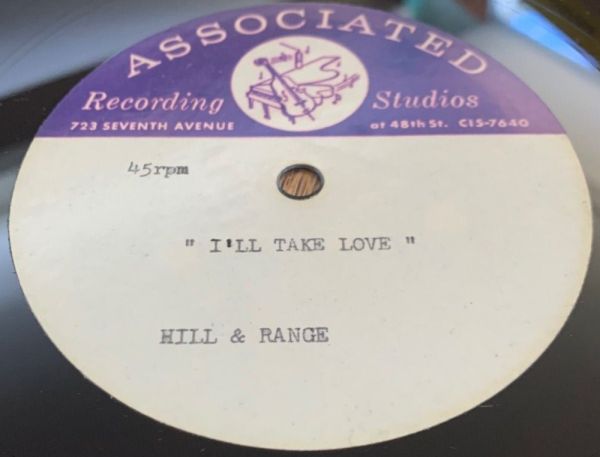 ASSOCIATED
Recording Studios
723 SEVENTH AVENUE at 48th St. CI5-7640
45rpm
" I'LL TAKE LOVE "
HILL & RANGE